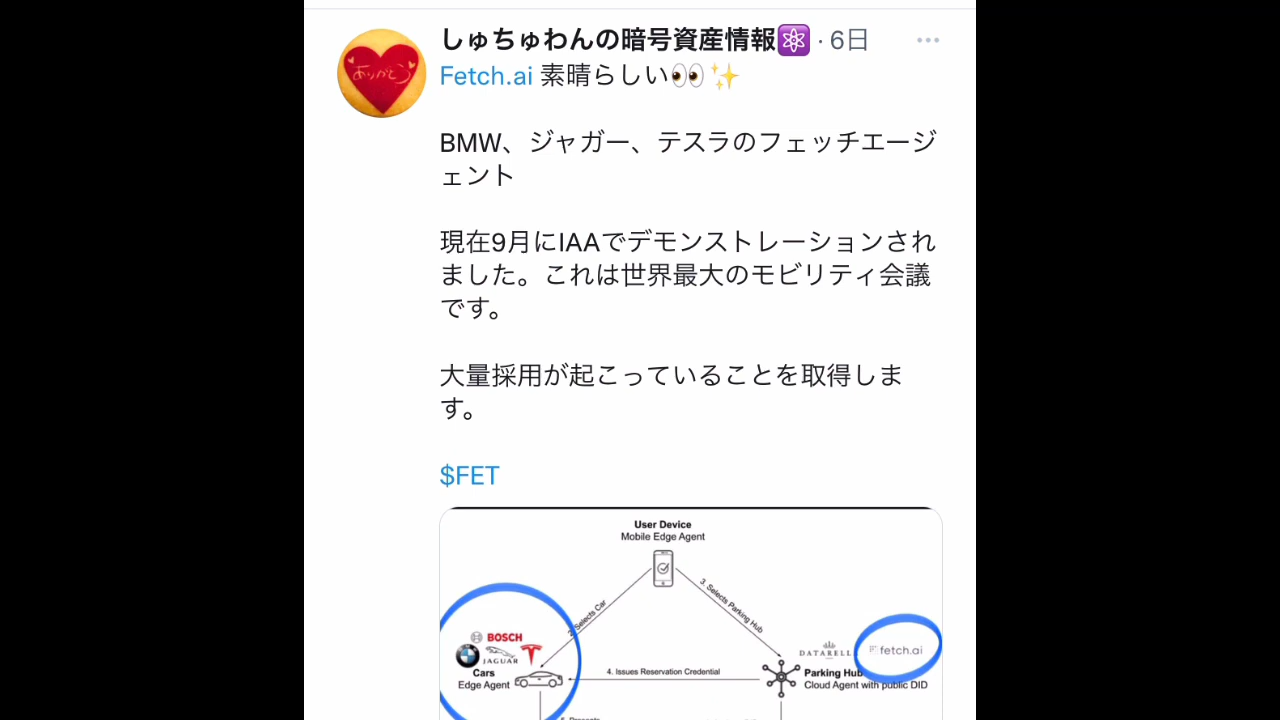 しゅちゅわんの暗号資産情報⚛️ · 6日
Fetch.ai 素晴らしい👀✨
BMW、ジャガー、テスラのフェッチエージ
ェント
現在9月にIAAでデモンストレーションされ
ました。これは世界最大のモビリティ会議
です。
大量採用が起こっていることを取得しま
す。
$FET
User Device
Mobile Edge Agent
Selects Car
3. Selects Parking Hub
BOSCH
JAGUAR
Cars
Edge Agent
4. Issues Reservation Credential
DATARELL
fetch.ai
Parking Hub
Cloud Agent with public DID
ありがとう